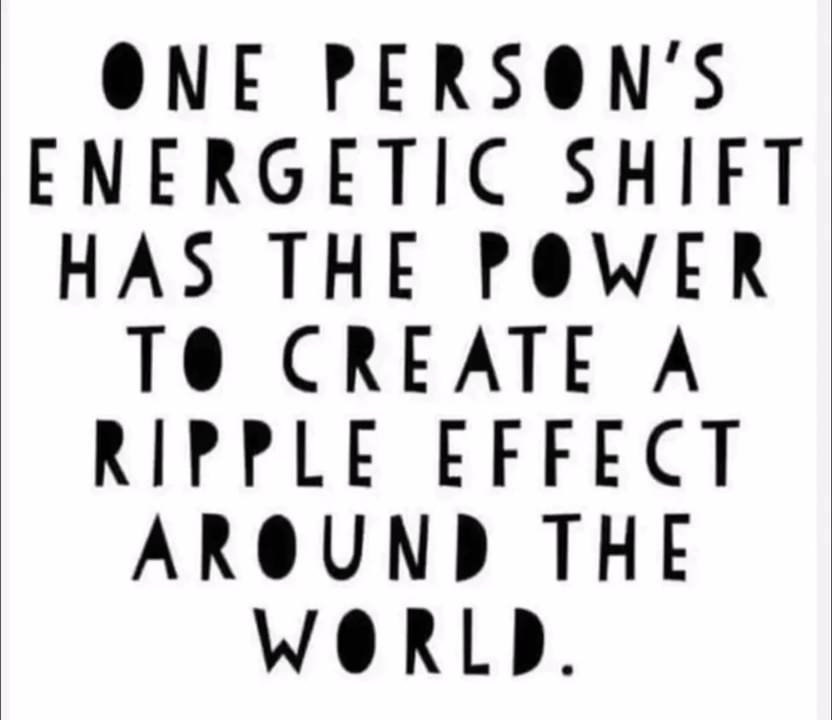 ONE PERSON'S
ENERGETIC SHIFT
HAS THE POWER
TO CREATE A
RIPPLE EFFECT
AROUND THE
WORLD.